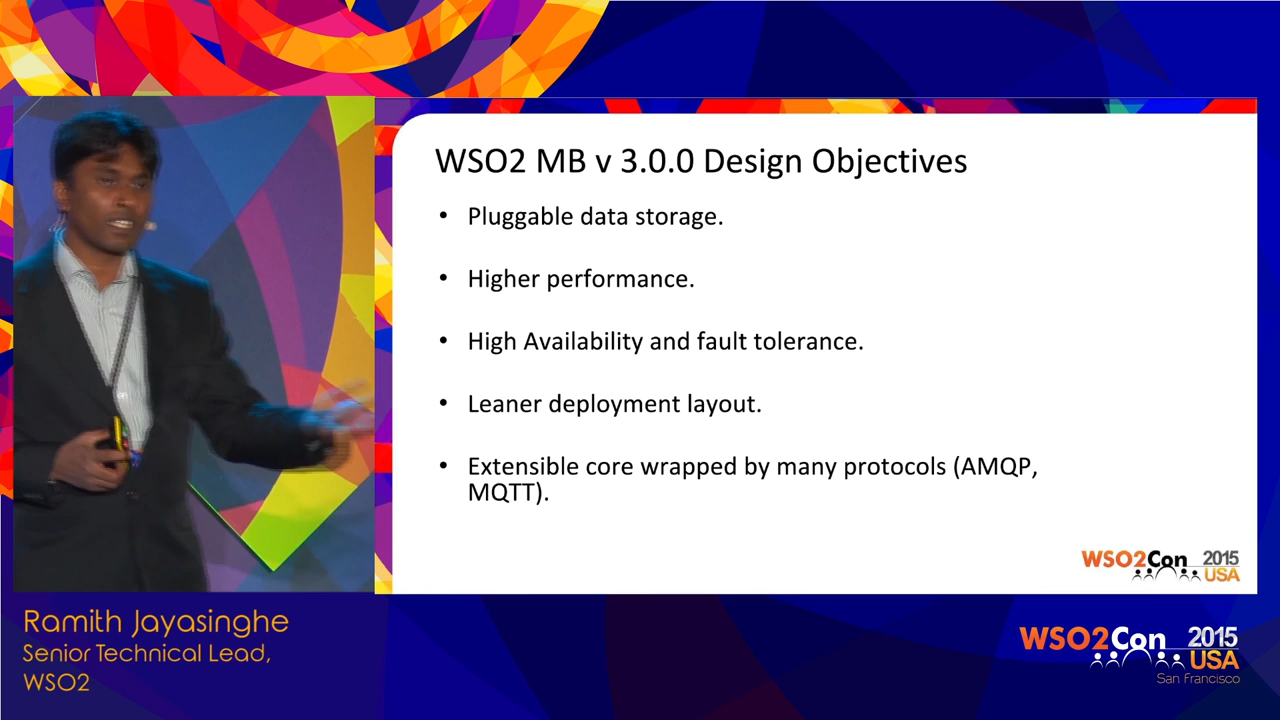 WSO2 MB v 3.0.0 Design Objectives
• Pluggable data storage.
• Higher performance.
• High Availability and fault tolerance.
• Leaner deployment layout.
• Extensible core wrapped by many protocols (AMQP,
MQTT).
WSO2Con 2015
USA
Ramith Jayasinghe
Senior Technical Lead,
WSO2
WSO2Con 2015
USA
San Francisco